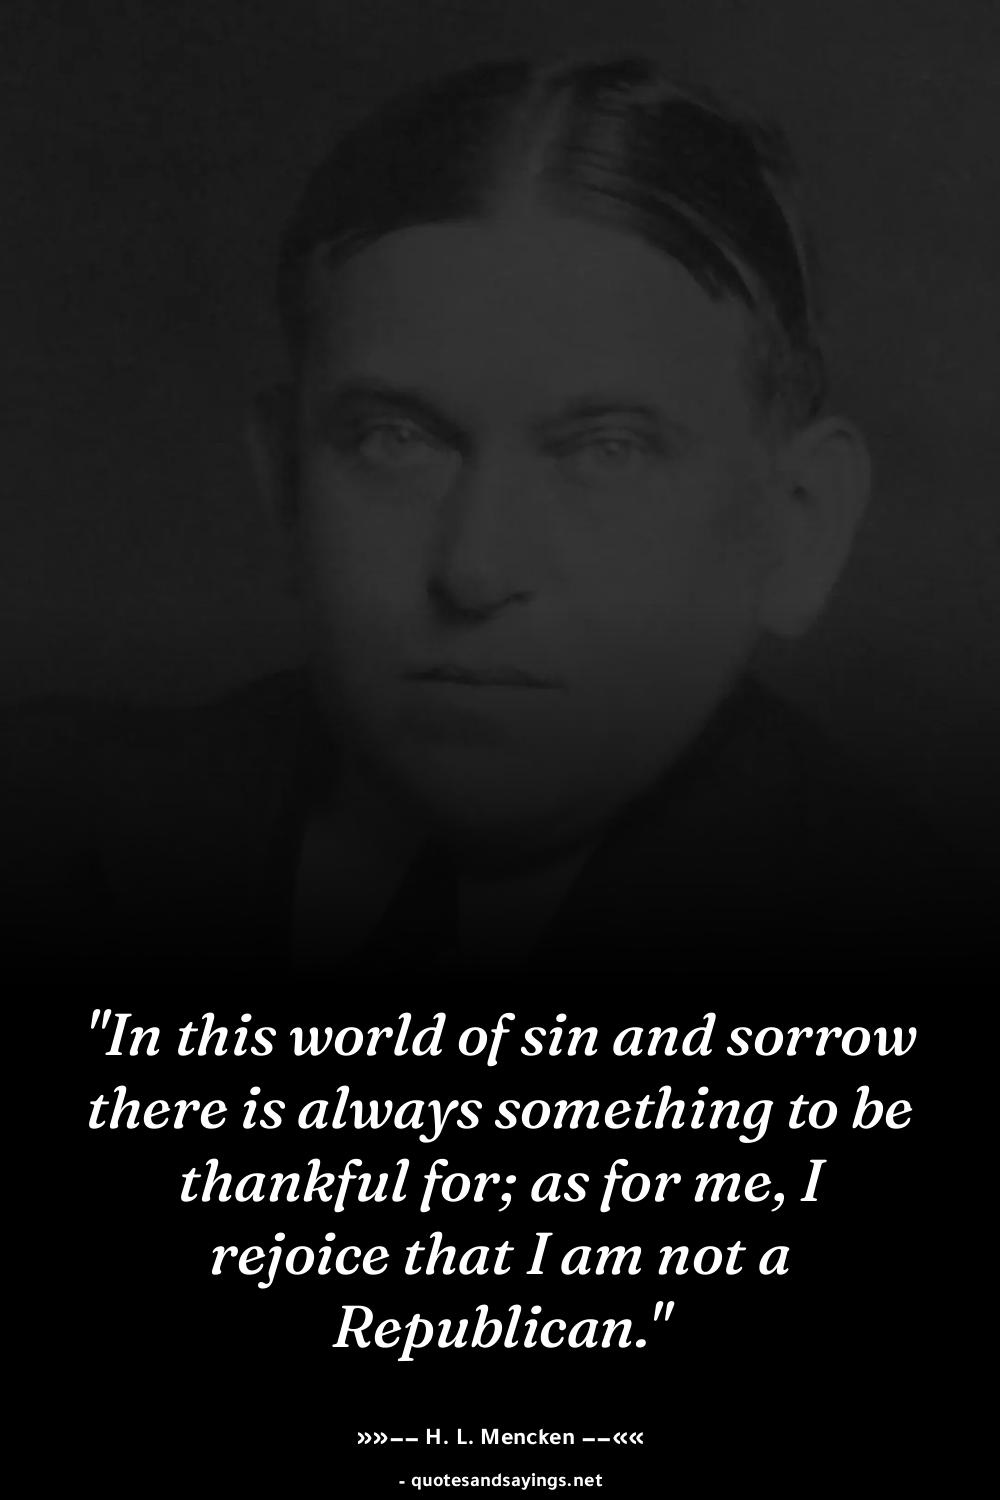 "In this world of sin and sorrow
there is always something to be
thankful for; as for me, I
rejoice that I am not a
Republican."
»»–– H. L. Mencken ––««
- quotesandsayings.net